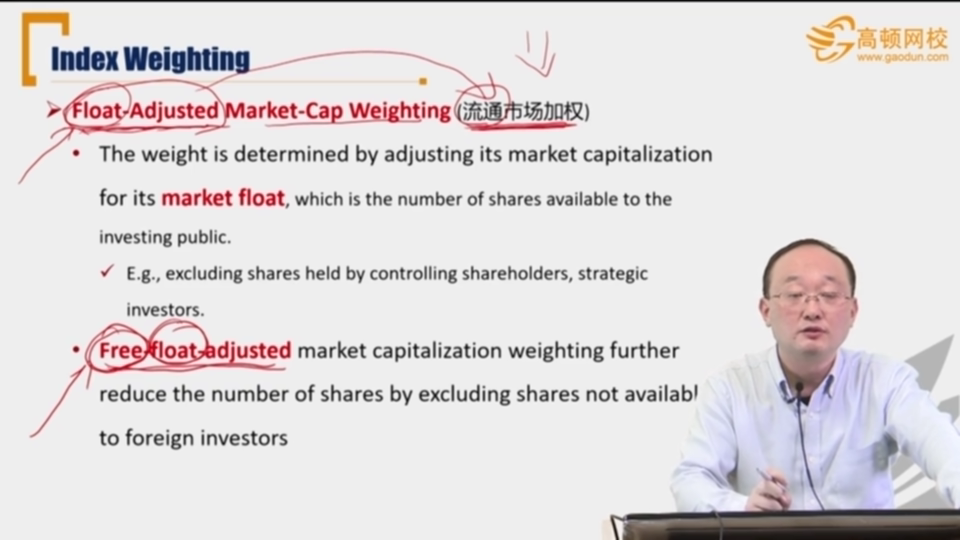 Index Weighting
高顿网校
www.gaodun.com
Float-Adjusted Market-Cap Weighting (流通市场加权)
The weight is determined by adjusting its market capitalization
for its market float, which is the number of shares available to the
investing public.
E.g., excluding shares held by controlling shareholders, strategic
investors.
Free-float-adjusted market capitalization weighting further
reduce the number of shares by excluding shares not availabl
to foreign investors